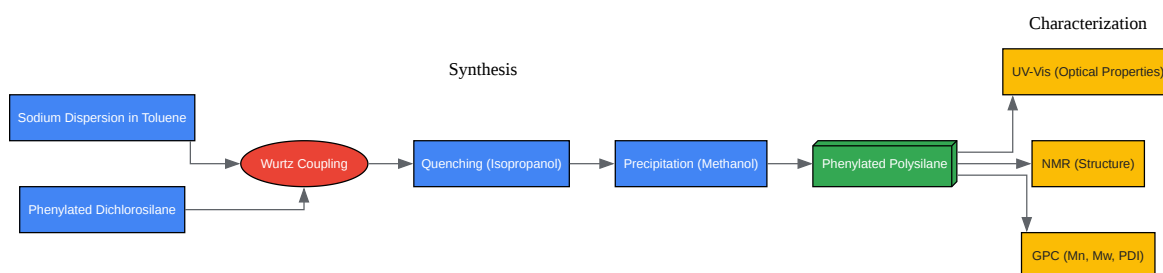 Characterization
Synthesis
UV-Vis (Optical Properties)
Sodium Dispersion in Toluene
Wurtz Coupling
Quenching (Isopropanol)
Precipitation (Methanol)
Phenylated Polysilane
NMR (Structure)
Phenylated Dichlorosilane
GPC (Mn, Mw, PDI)